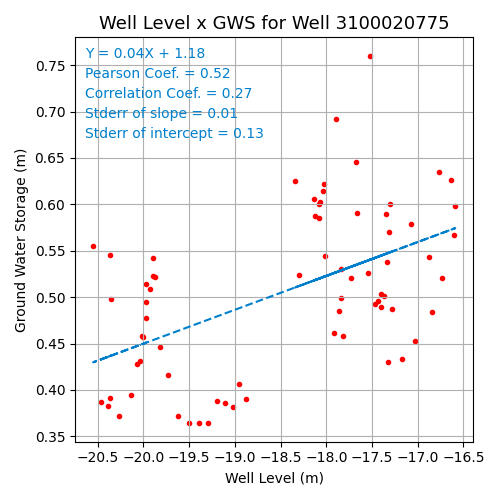 Well Level x GWS for Well 3100020775
Y = 0.04X + 1.18
Pearson Coef. = 0.52
Correlation Coef. = 0.27
Stderr of slope = 0.01
Stderr of intercept = 0.13
Ground Water Storage (m)
0.75
0.70
0.65
0.60
0.55
0.50
0.45
0.40
0.35
−20.5 −20.0 −19.5 −19.0 −18.5 −18.0 −17.5 −17.0 −16.5
Well Level (m)